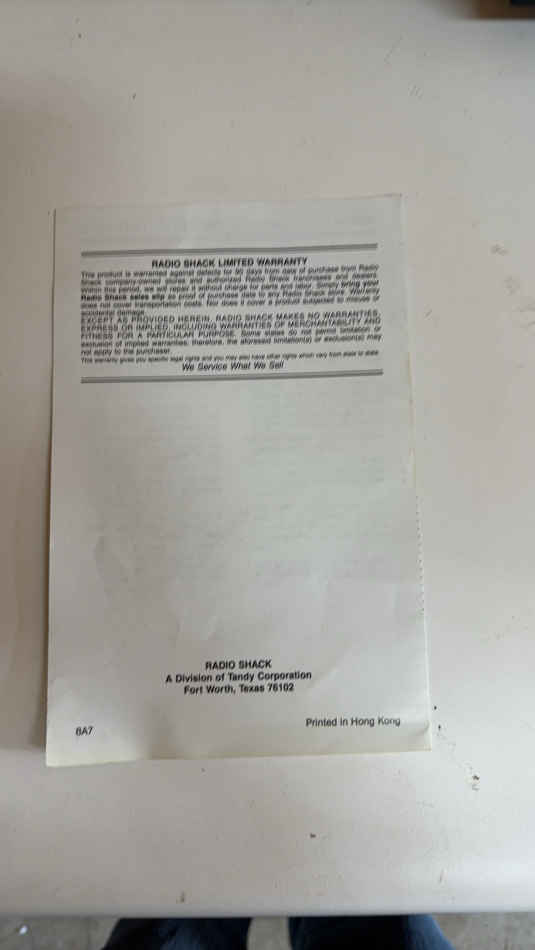 RADIO SHACK LIMITED WARRANTY
This product is warranted against defects for 90 days from date of purchase from Radio
Shack company-owned stores and authorized Radio Shack franchisees and dealers.
Within this period, we will repair it without charge for parts and labor. Simply bring your
Radio Shack sales slip as proof of purchase date to any Radio Shack store. Warranty
does not cover transportation costs. Nor does it cover a product subjected to misuse or
accidental damage.
EXCEPT AS PROVIDED HEREIN, RADIO SHACK MAKES NO WARRANTIES,
EXPRESS OR IMPLIED, INCLUDING WARRANTIES OF MERCHANTABILITY AND
FITNESS FOR A PARTICULAR PURPOSE. Some states do not permit limitation or
exclusion of implied warranties; therefore, the aforesaid limitation(s) or exclusion(s) may
not apply to the purchaser.
This warranty gives you specific legal rights and you may also have other rights which vary from state to state.
We Service What We Sell
RADIO SHACK
A Division of Tandy Corporation
Fort Worth, Texas 76102
8A7
Printed in Hong Kong